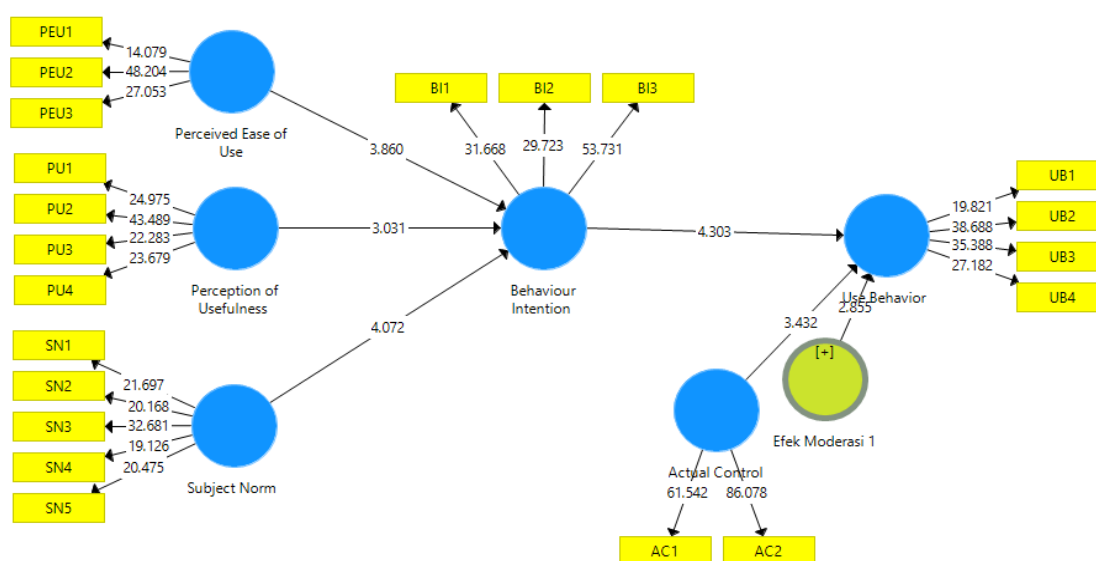 PEU1
PEU2
PEU3
14.079
48.204
27.053
Perceived Ease of
Use
3.860
PU1
PU2
PU3
PU4
24.975
43.489
22.283
23.679
Perception of
Usefulness
3.031
SN1
SN2
SN3
SN4
SN5
21.697
20.168
32.681
19.126
20.475
Subject Norm
4.072
BI1
BI2
BI3
31.668
29.723
53.731
Behaviour
Intention
4.303
UB1
UB2
UB3
UB4
19.821
38.688
35.388
27.182
Use Behavior
2.855
3.432
[+]
Efek Moderasi 1
Actual Control
61.542
86.078
AC1
AC2